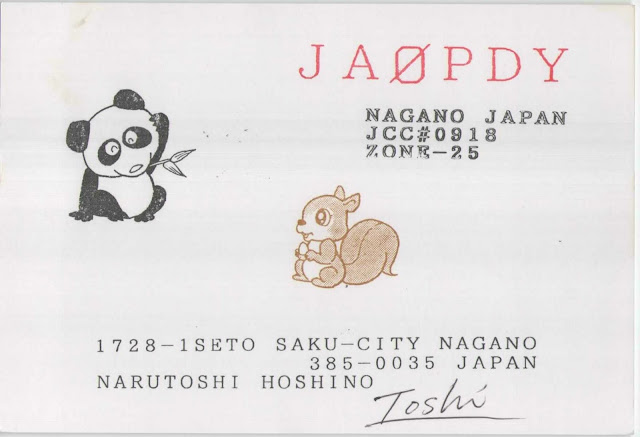 JAØPDY
NAGANO JAPAN
JCC#0918
ZONE-25
1728-1SETO SAKU-CITY NAGANO
385-0035 JAPAN
NARUTOSHI HOSHINO
Toshi